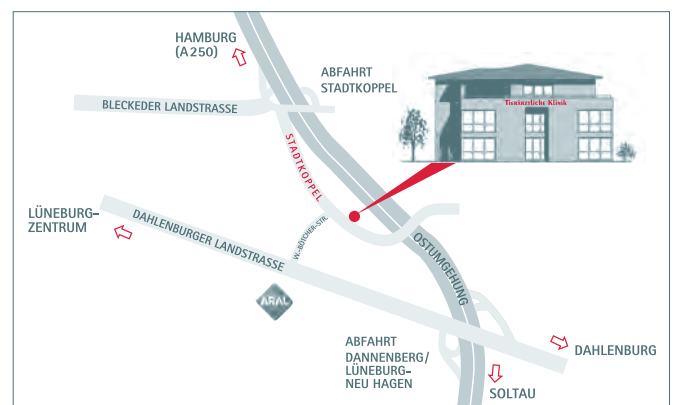 HAMBURG
(A 250)
ABFAHRT
STADTKOPPEL
BLECKEDER LANDSTRASSE
Tierärztliche Klinik
STADTKOPPEL
LÜNEBURG-
ZENTRUM
DAHLENBURGER LANDSTRASSE
W.-BÖTCHER-STR.
OSTUMGEHUNG
ARAL
ABFAHRT
DANNENBERG/
LÜNEBURG-
NEU HAGEN
DAHLENBURG
SOLTAU